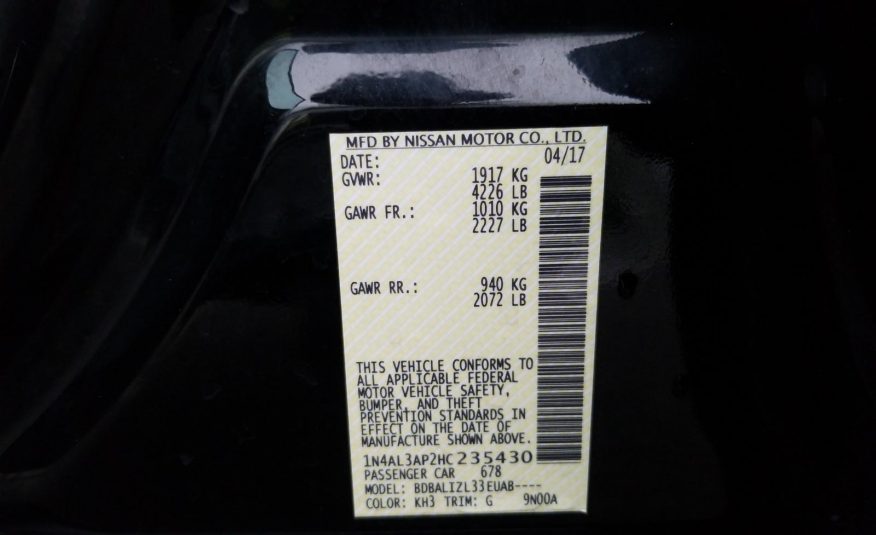 MFD BY NISSAN MOTOR CO., LTD.
DATE: 04/17
GVWR: 1917 KG
4226 LB
GAWR FR.: 1010 KG
2227 LB
GAWR RR.: 940 KG
2072 LB
THIS VEHICLE CONFORMS TO
ALL APPLICABLE FEDERAL
MOTOR VEHICLE SAFETY,
BUMPER, AND THEFT
PREVENTION STANDARDS IN
EFFECT ON THE DATE OF
MANUFACTURE SHOWN ABOVE.
1N4AL3AP2HC235430
PASSENGER CAR 678
MODEL: BDBALIZL33EUAB----
COLOR: KH3 TRIM: G 9N00A